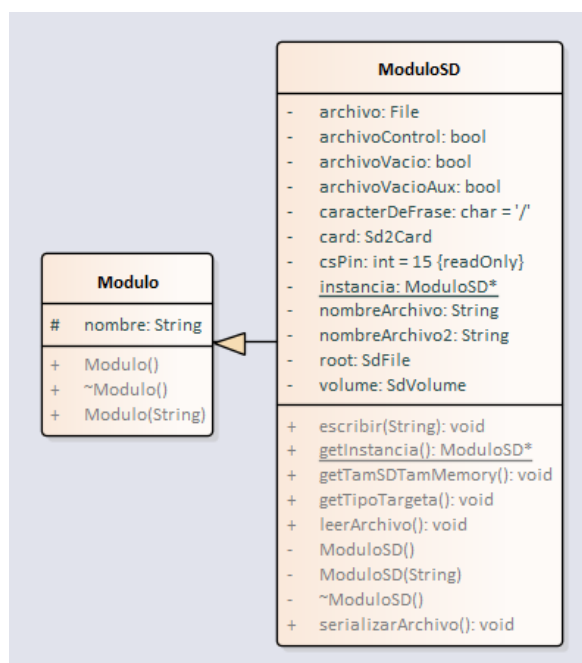 Modulo
# nombre: String
+ Modulo()
+ ~Modulo()
+ Modulo(String)
ModuloSD
- archivo: File
- archivoControl: bool
- archivoVacio: bool
- archivoVacioAux: bool
- caracterDeFrase: char = '/'
- card: Sd2Card
- csPin: int = 15 {readOnly}
- instancia: ModuloSD*
- nombreArchivo: String
- nombreArchivo2: String
- root: SdFile
- volume: SdVolume
+ escribir(String): void
+ getInstancia(): ModuloSD*
+ getTamSDTamMemory(): void
+ getTipoTargeta(): void
+ leerArchivo(): void
- ModuloSD()
- ModuloSD(String)
- ~ModuloSD()
+ serializarArchivo(): void